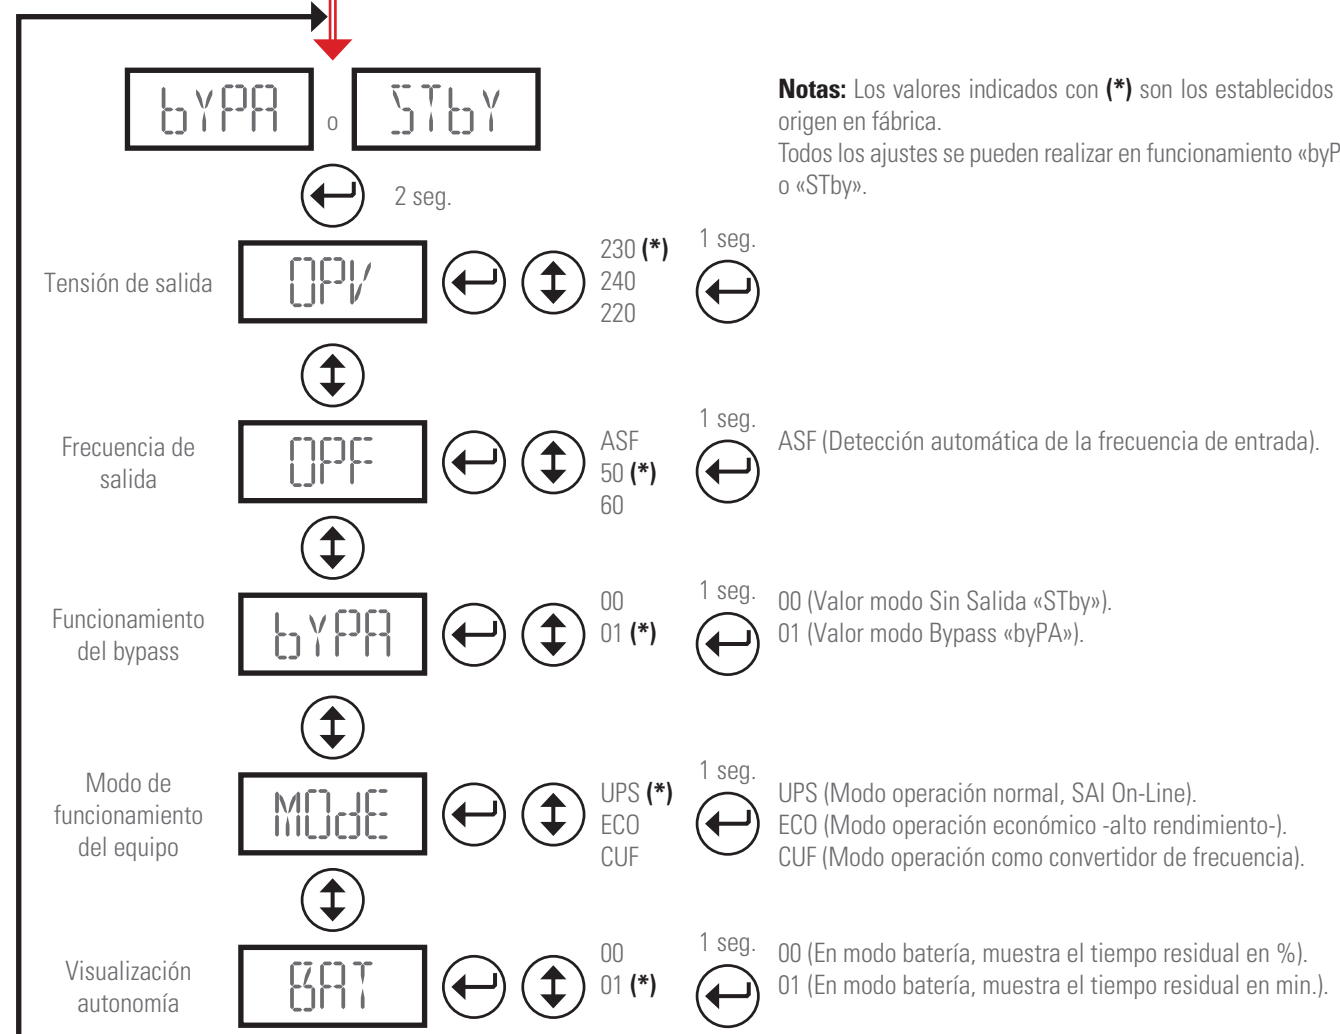 bYPA o STbY
Notas: Los valores indicados con (*) son los establecidos
origen en fábrica.
Todos los ajustes se pueden realizar en funcionamiento «byP
o «STby».
2 seg.
Tensión de salida
OPV
230 (*)
240
220
1 seg.
Frecuencia de
salida
OPF
ASF
50 (*)
60
1 seg.
ASF (Detección automática de la frecuencia de entrada).
Funcionamiento
del bypass
bYPA
00
01 (*)
1 seg.
00 (Valor modo Sin Salida «STby»).
01 (Valor modo Bypass «byPA»).
Modo de
funcionamiento
del equipo
MOdE
UPS (*)
ECO
CUF
1 seg.
UPS (Modo operación normal, SAI On-Line).
ECO (Modo operación económico -alto rendimiento-).
CUF (Modo operación como convertidor de frecuencia).
Visualización
autonomía
BAT
00
01 (*)
1 seg.
00 (En modo batería, muestra el tiempo residual en %).
01 (En modo batería, muestra el tiempo residual en min.).